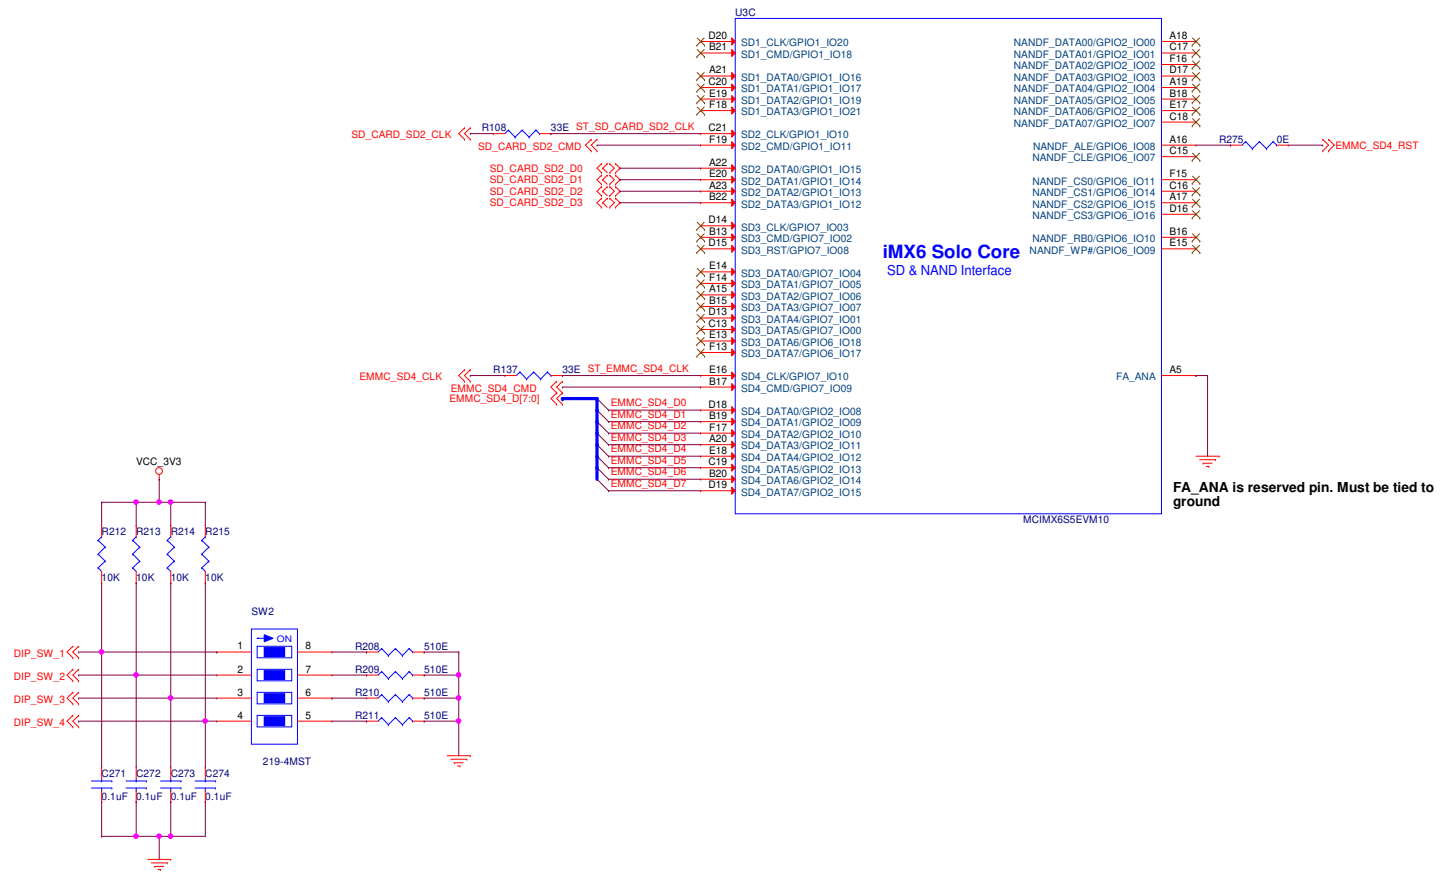 U3C
D20 SD1_CLK/GPIO1_IO20
B21 SD1_CMD/GPIO1_IO18
A21 SD1_DATA0/GPIO1_IO16
C20 SD1_DATA1/GPIO1_IO17
E19 SD1_DATA2/GPIO1_IO19
F18 SD1_DATA3/GPIO1_IO21
SD_CARD_SD2_CLK R108 33E ST_SD_CARD_SD2_CLK C21 SD2_CLK/GPIO1_IO10
SD_CARD_SD2_CMD F19 SD2_CMD/GPIO1_IO11
SD_CARD_SD2_D0 A22 SD2_DATA0/GPIO1_IO15
SD_CARD_SD2_D1 E20 SD2_DATA1/GPIO1_IO14
SD_CARD_SD2_D2 A23 SD2_DATA2/GPIO1_IO13
SD_CARD_SD2_D3 B22 SD2_DATA3/GPIO1_IO12
D14 SD3_CLK/GPIO7_IO03
B13 SD3_CMD/GPIO7_IO02
D15 SD3_RST/GPIO7_IO08
E14 SD3_DATA0/GPIO7_IO04
F14 SD3_DATA1/GPIO7_IO05
A15 SD3_DATA2/GPIO7_IO06
B15 SD3_DATA3/GPIO7_IO07
D13 SD3_DATA4/GPIO7_IO01
C13 SD3_DATA5/GPIO7_IO00
E13 SD3_DATA6/GPIO6_IO18
F13 SD3_DATA7/GPIO6_IO17
EMMC_SD4_CLK R137 33E ST_EMMC_SD4_CLK E16 SD4_CLK/GPIO7_IO10
EMMC_SD4_CMD B17 SD4_CMD/GPIO7_IO09
EMMC_SD4_D[7:0]
EMMC_SD4_D0 D18 SD4_DATA0/GPIO2_IO08
EMMC_SD4_D1 B19 SD4_DATA1/GPIO2_IO09
EMMC_SD4_D2 F17 SD4_DATA2/GPIO2_IO10
EMMC_SD4_D3 A20 SD4_DATA3/GPIO2_IO11
EMMC_SD4_D4 E18 SD4_DATA4/GPIO2_IO12
EMMC_SD4_D5 C19 SD4_DATA5/GPIO2_IO13
EMMC_SD4_D6 B20 SD4_DATA6/GPIO2_IO14
EMMC_SD4_D7 D19 SD4_DATA7/GPIO2_IO15
iMX6 Solo Core
SD & NAND Interface
NANDF_DATA00/GPIO2_IO00 A18
NANDF_DATA01/GPIO2_IO01 C17
NANDF_DATA02/GPIO2_IO02 F16
NANDF_DATA03/GPIO2_IO03 D17
NANDF_DATA04/GPIO2_IO04 A19
NANDF_DATA05/GPIO2_IO05 B18
NANDF_DATA06/GPIO2_IO06 E17
NANDF_DATA07/GPIO2_IO07 C18
NANDF_ALE/GPIO6_IO08 A16 R275 0E EMMC_SD4_RST
NANDF_CLE/GPIO6_IO07 C15
NANDF_CS0/GPIO6_IO11 F15
NANDF_CS1/GPIO6_IO14 C16
NANDF_CS2/GPIO6_IO15 A17
NANDF_CS3/GPIO6_IO16 D16
NANDF_RB0/GPIO6_IO10 B16
NANDF_WP#/GPIO6_IO09 E15
FA_ANA A5
FA_ANA is reserved pin. Must be tied to
ground
MCIMX6S5EVM10
VCC_3V3
R212 R213 R214 R215
10K 10K 10K 10K
SW2
ON
DIP_SW_1 1 8 R208 510E
DIP_SW_2 2 7 R209 510E
DIP_SW_3 3 6 R210 510E
DIP_SW_4 4 5 R211 510E
219-4MST
C271 C272 C273 C274
0.1uF 0.1uF 0.1uF 0.1uF